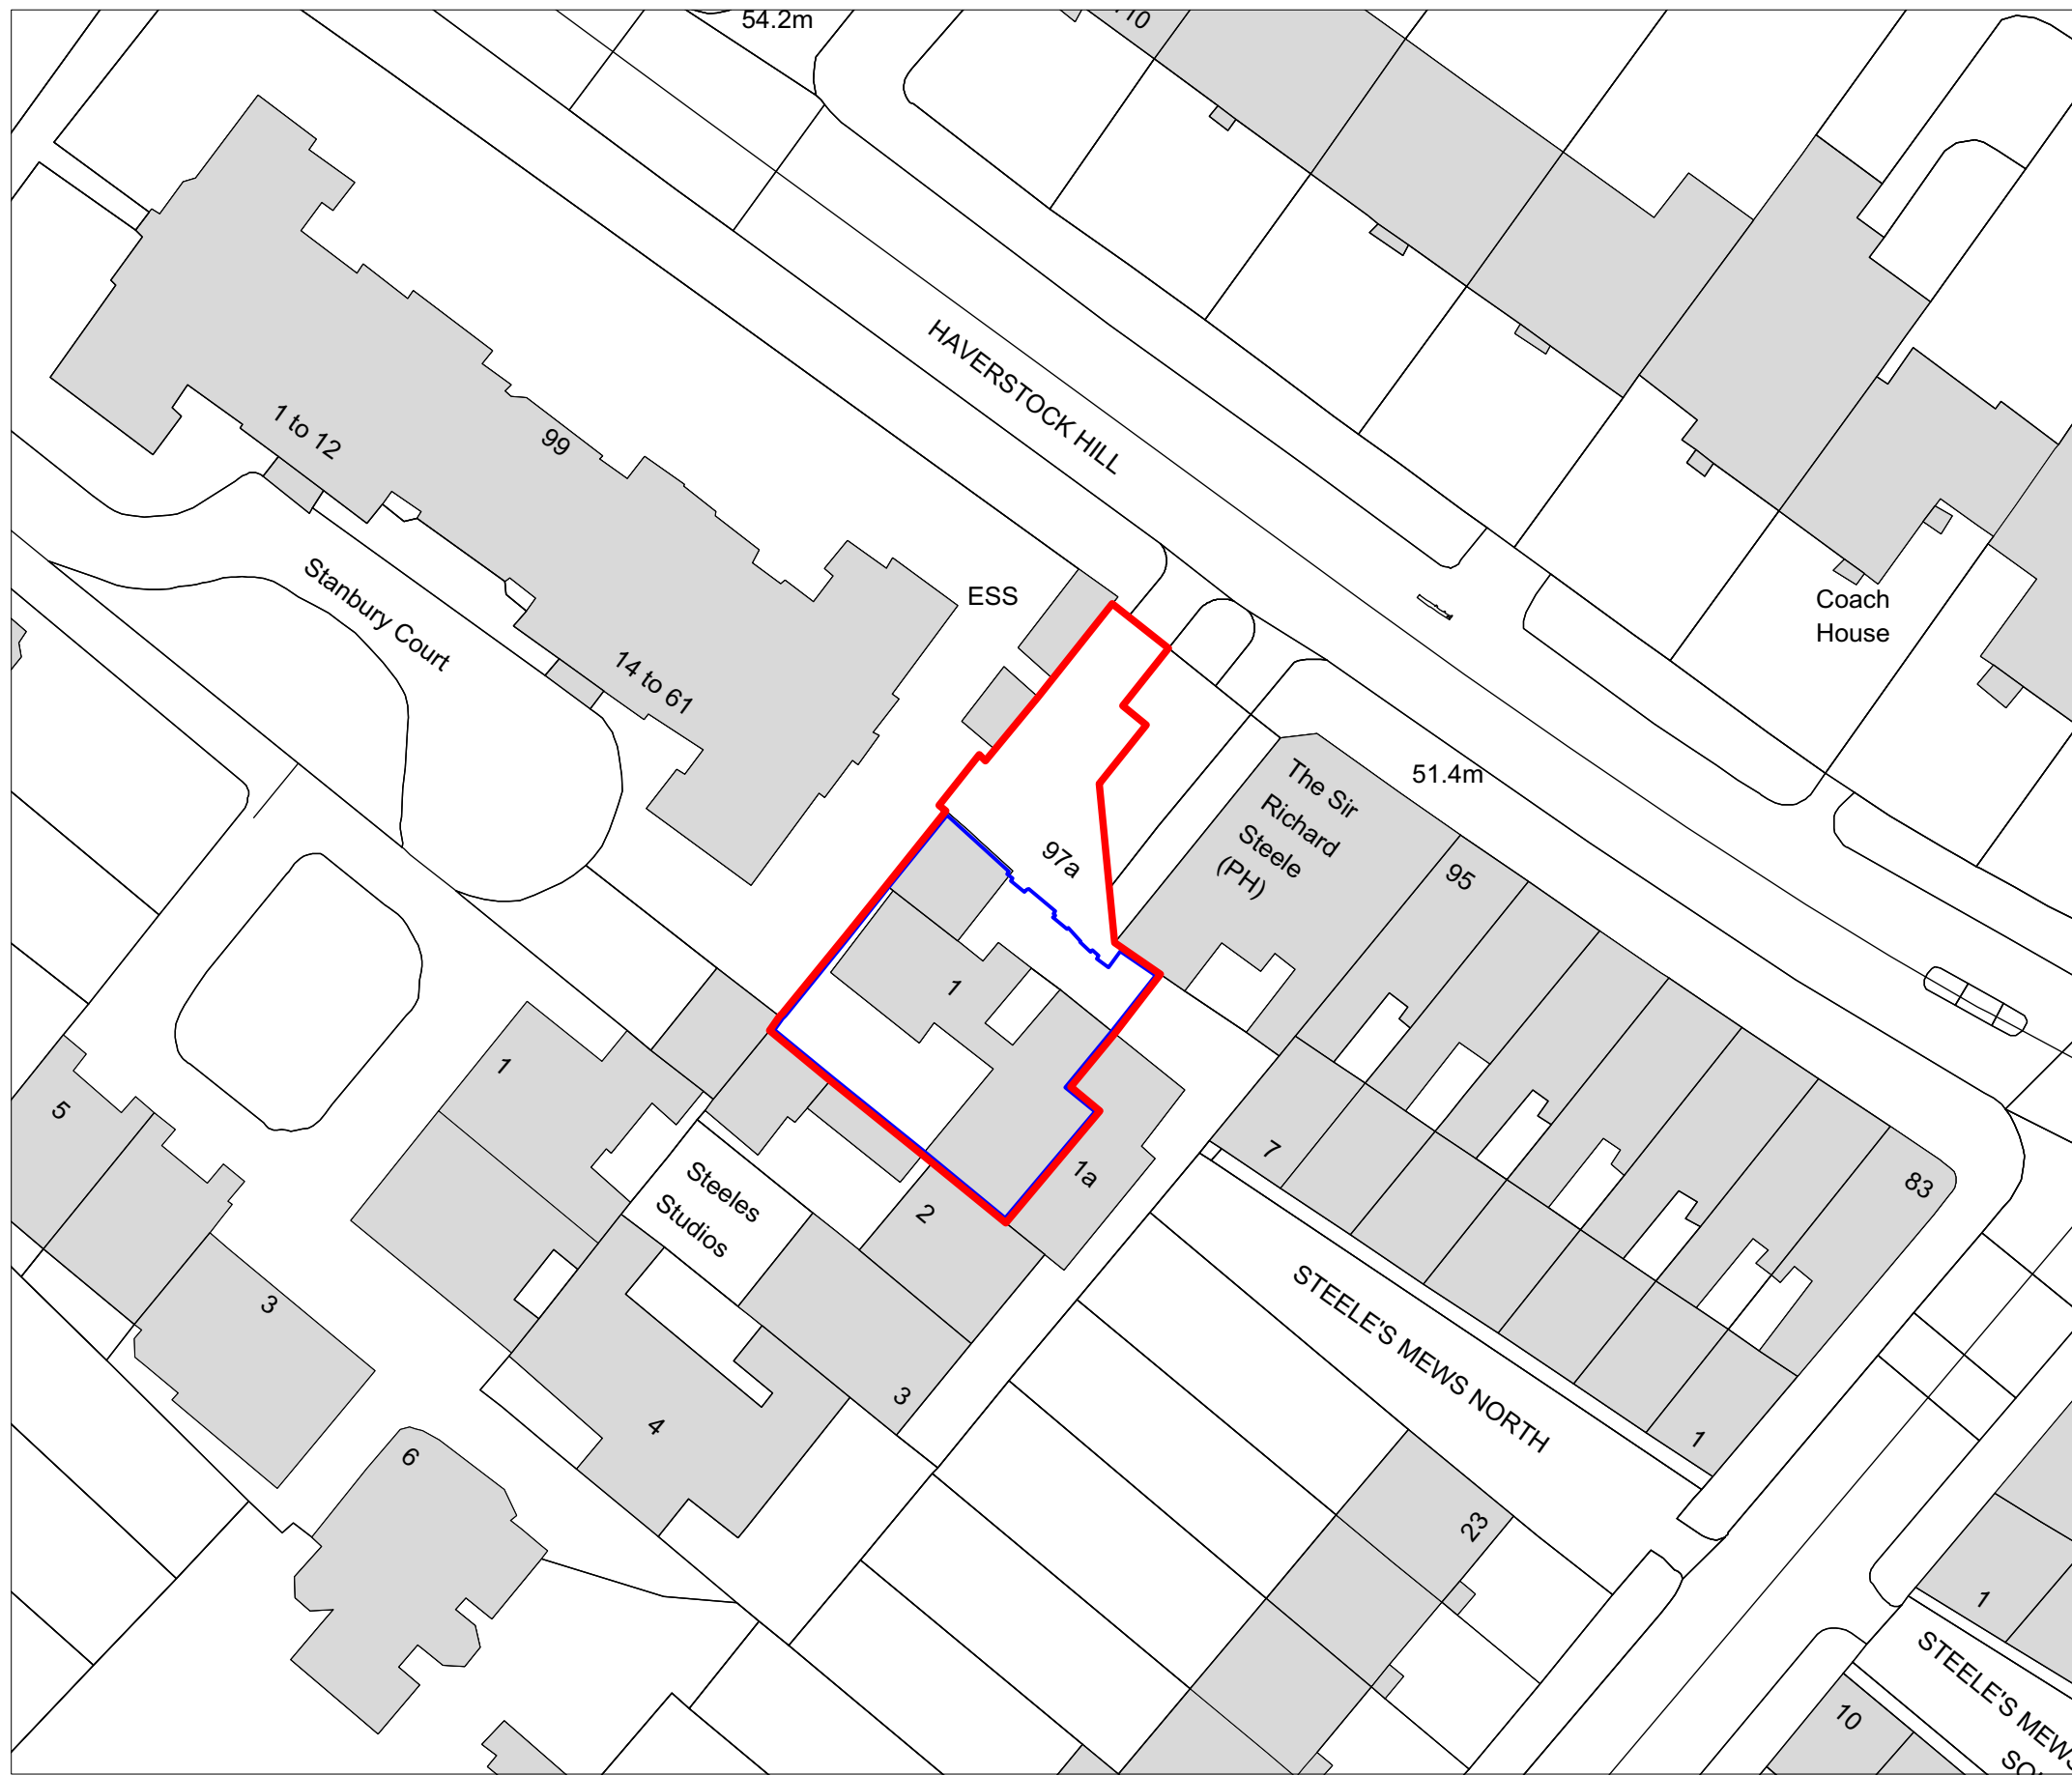 54.2m
110
HAVERSTOCK HILL
1 to 12
99
Stanbury Court
14 to 61
ESS
Coach
House
51.4m
The Sir
Richard
Steele
(PH)
97a
95
1
1
5
7
83
1a
Steeles
Studios
2
3
3
4
6
STEELE'S MEWS NORTH
1
23
1
STEELE'S MEWS
10